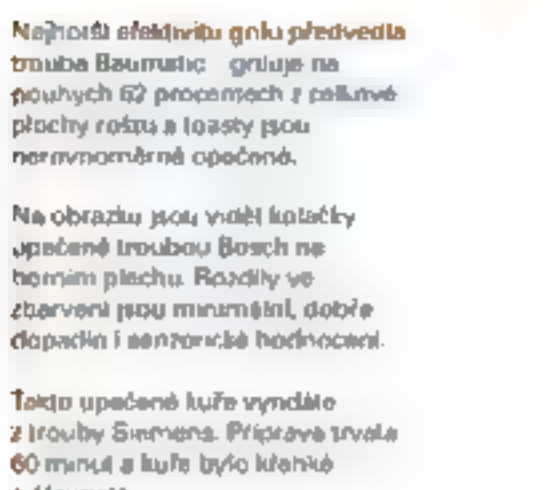 Nejhorší efektivitu grilu předvedla
trouba Baumatic griluje na
pouhých 62 procentech z celkové
plochy roštu a toasty jsou
nerovnoměrně opečené.
Na obrázku jsou vidět koláčky
upečené troubou Bosch na
horním plechu. Rozdíly ve
zbarvení jsou minimální, dobře
dopadlo i senzorické hodnocení.
Takto upečené kuře vyndáte
z trouby Siemens. Příprava trvala
60 minut a kuře bylo křehké